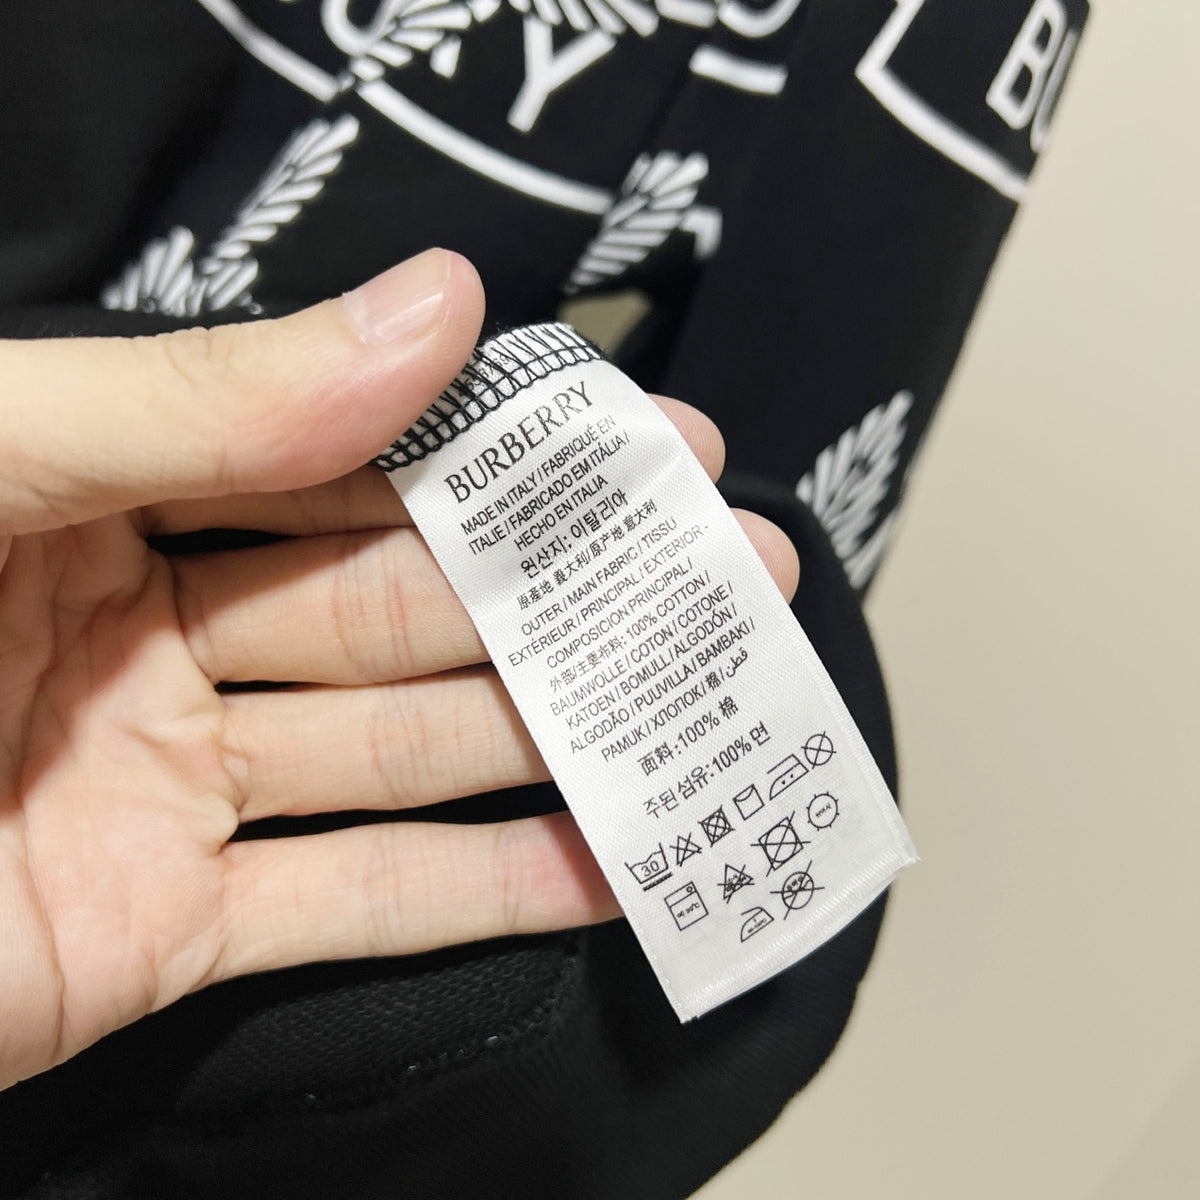 Y
BU
BURBERRY
MADE IN ITALY / FABRIQUÉ EN
ITALIE / FABRICADO EM ITÁLIA /
HECHO EN ITALIA
원산지: 이탈리아
原產地 義大利/原产地 意大利
OUTER / MAIN FABRIC / TISSU
EXTÉRIEUR / PRINCIPAL / EXTERIOR -
COMPOSICION PRINCIPAL /
外部/主要布料: 100% COTTON /
BAUMWOLLE / COTON / COTONE /
KATOEN / BOMULL / ALGODÓN /
ALGODÃO / PUUVILLA / BAMBAKI /
PAMUK / ХЛОПОК / 棉 / قطن
面料:100% 棉
주된 섬유:100% 면
30